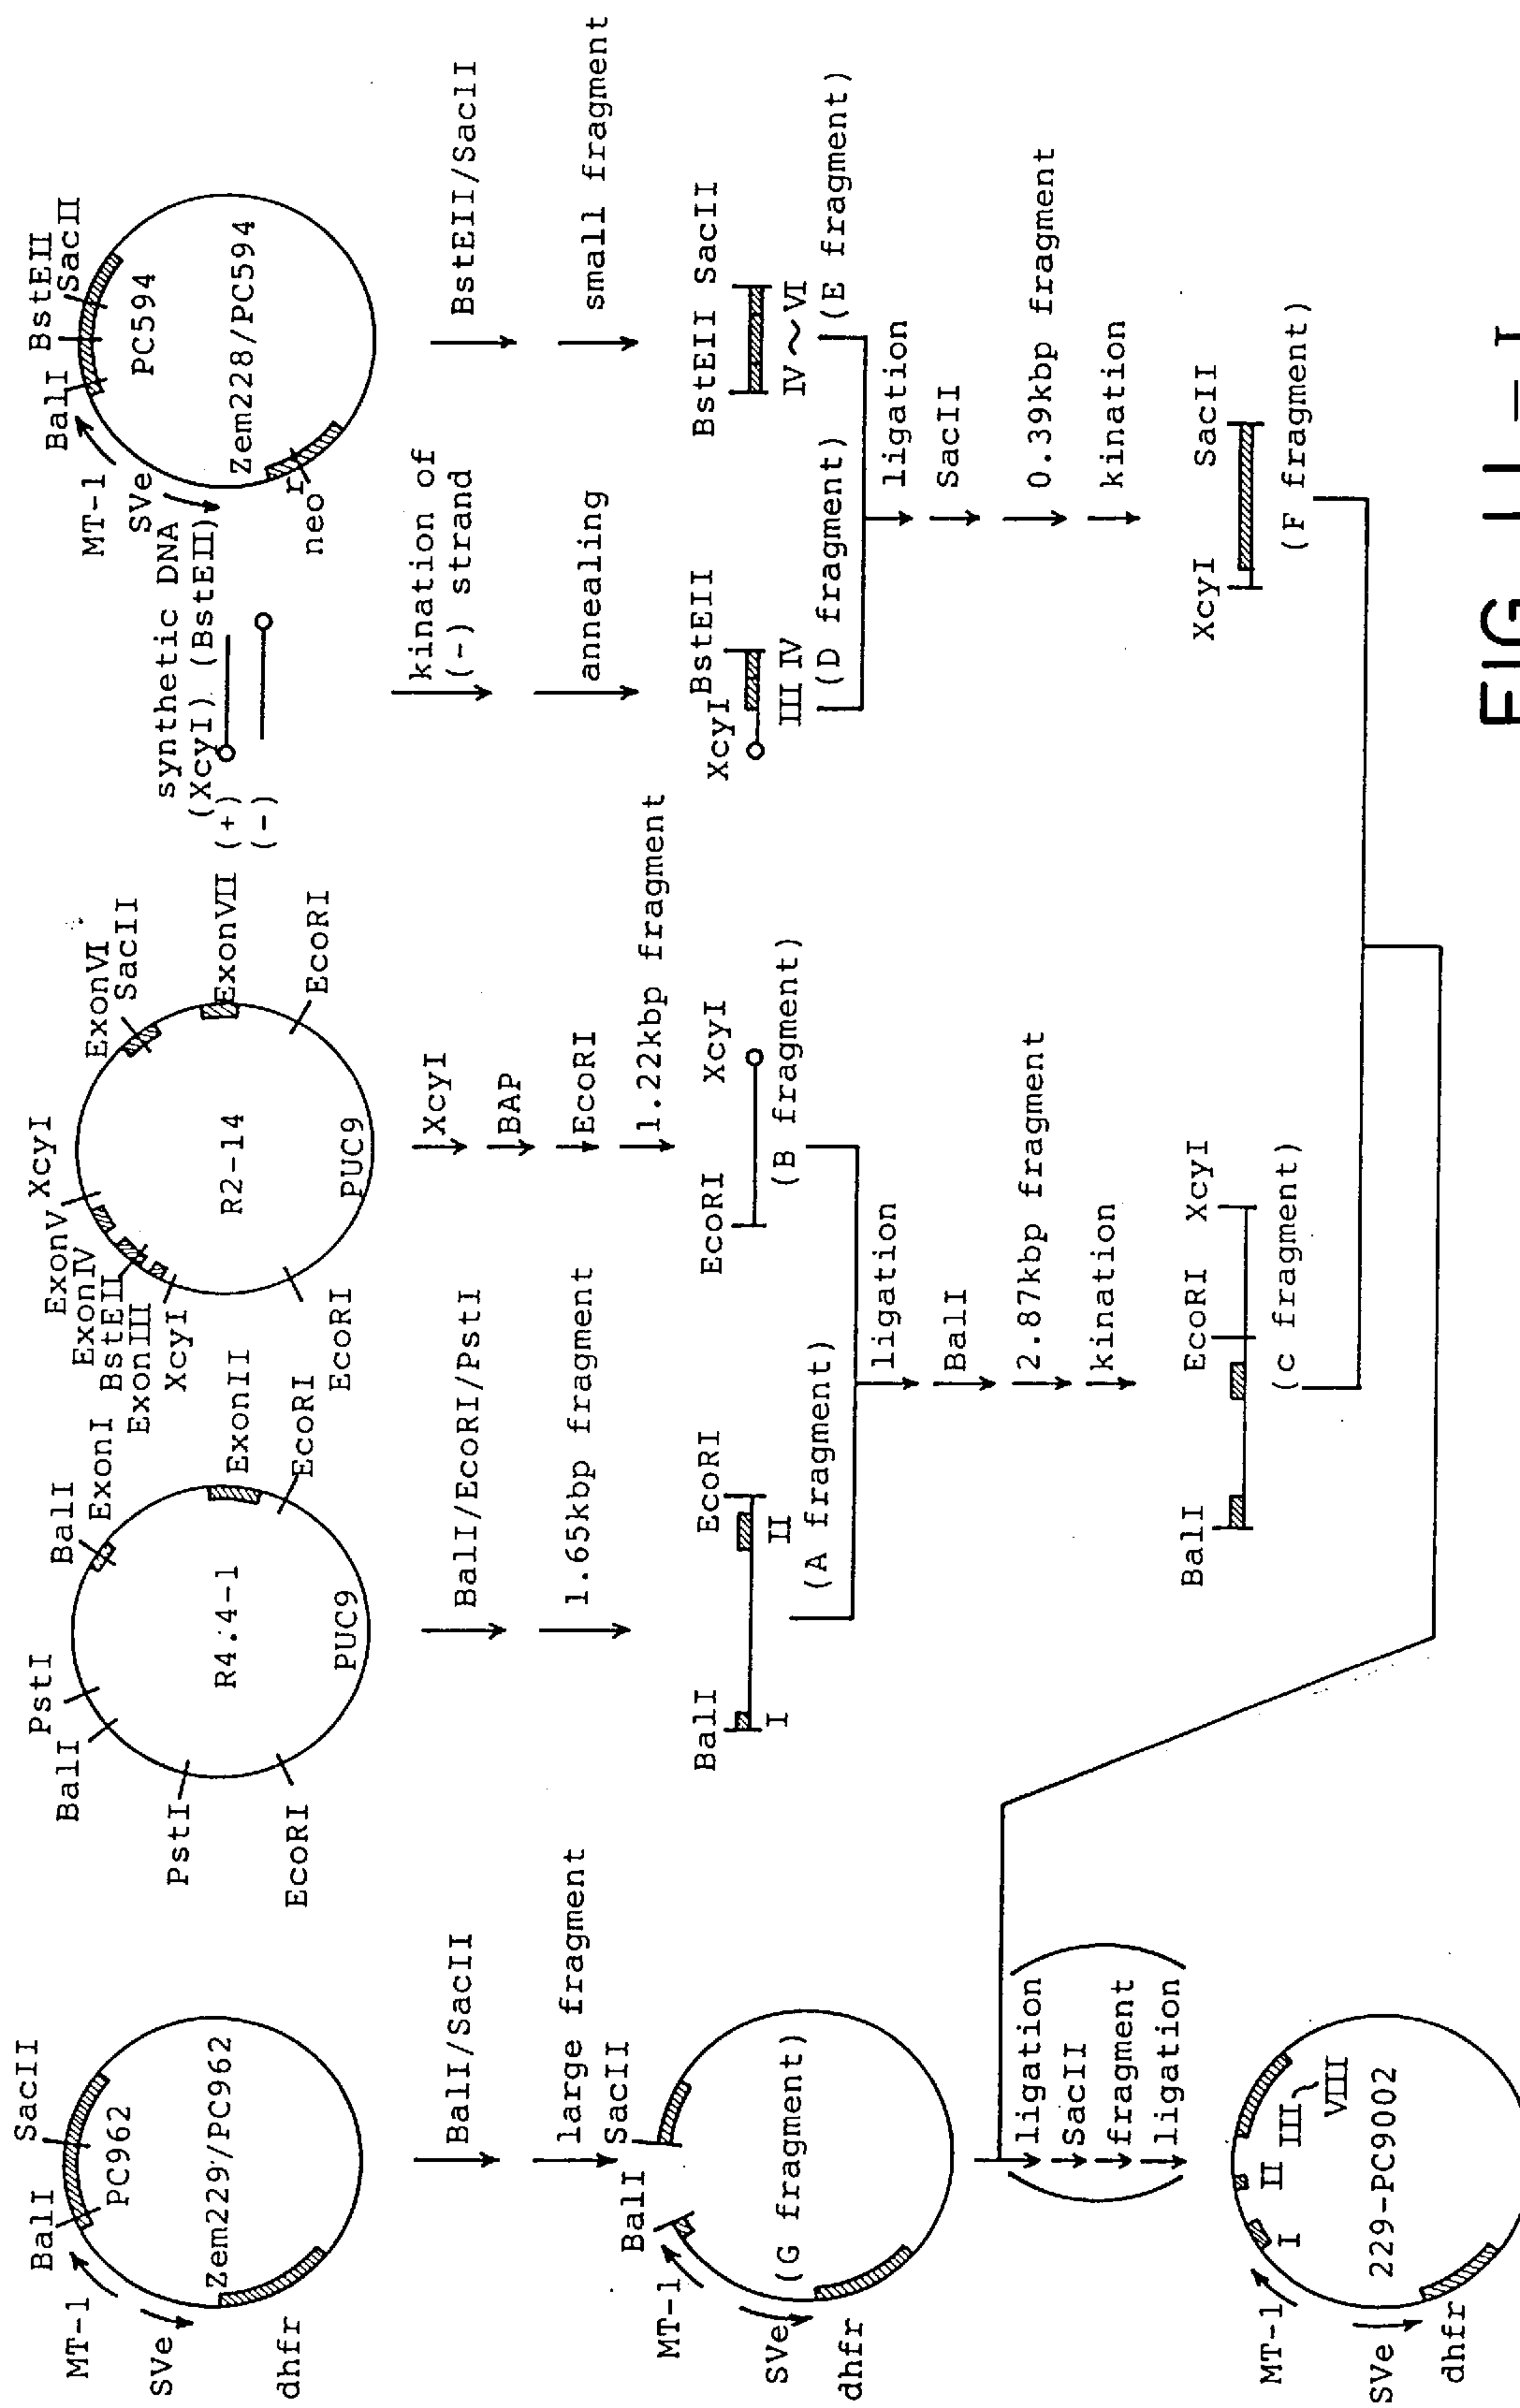 BalI
SacII
PC962
MT-1
SVe
Zem229'/PC962
dhfr
BalI/SacII
large fragment
BalI
SacII
MT-1
SVe
(G fragment)
dhfr
ligation
SacII
fragment
ligation
MT-1
I II III~VIII
SVe
229-PC9002
dhfr
PstI
BalI
PstI
EcoRI
BalI
ExonI
ExonII
EcoRI
R4.4-1
PUC9
BalI/EcoRI/PstI
1.65kbp fragment
BalI
EcoRI
I
II
(A fragment)
XcyI
ExonV
ExonIV
BstEII
ExonIII
XcyI
EcoRI
ExonVI
SacII
ExonVII
EcoRI
R2-14
PUC9
XcyI
BAP
EcoRI
1.22kbp fragment
EcoRI
XcyI
(B fragment)
ligation
BalI
2.87kbp fragment
kination
BalI
EcoRI
XcyI
(C fragment)
synthetic DNA
(XcyI) (BstEII)
(+)
(-)
kination of
(-) strand
annealing
XcyI
BstEII
III IV
(D fragment)
BalI
BstEII
SacII
MT-1
PC594
SVe
Zem228/PC594
neo r
BstEII/SacII
small fragment
BstEII SacII
IV~VI
(E fragment)
ligation
SacII
0.39kbp fragment
kination
XcyI
SacII
(F fragment)